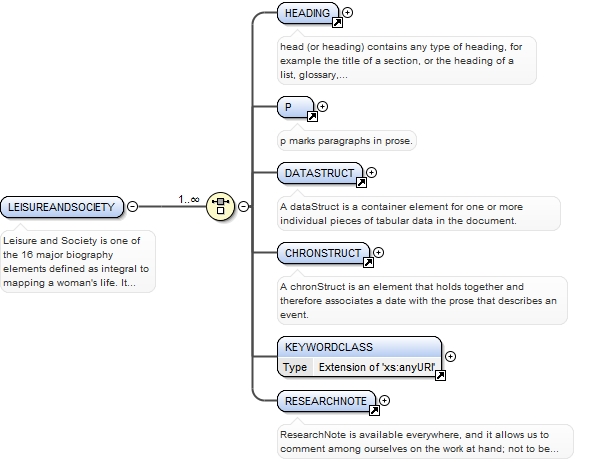 HEADING
head (or heading) contains any type of heading, for
example the title of a section, or the heading of a
list, glossary,...
P
p marks paragraphs in prose.
DATASTRUCT
A dataStruct is a container element for one or more
individual pieces of tabular data in the document.
LEISUREANDSOCIETY
1..∞
Leisure and Society is one of
the 16 major biography
elements defined as integral to
mapping a woman's life. It...
CHRONSTRUCT
A chronStruct is an element that holds together and
therefore associates a date with the prose that describes an
event.
KEYWORDCLASS
Type Extension of 'xs:anyURI'
RESEARCHNOTE
ResearchNote is available everywhere, and it allows us to
comment among ourselves on the work at hand; not to be...